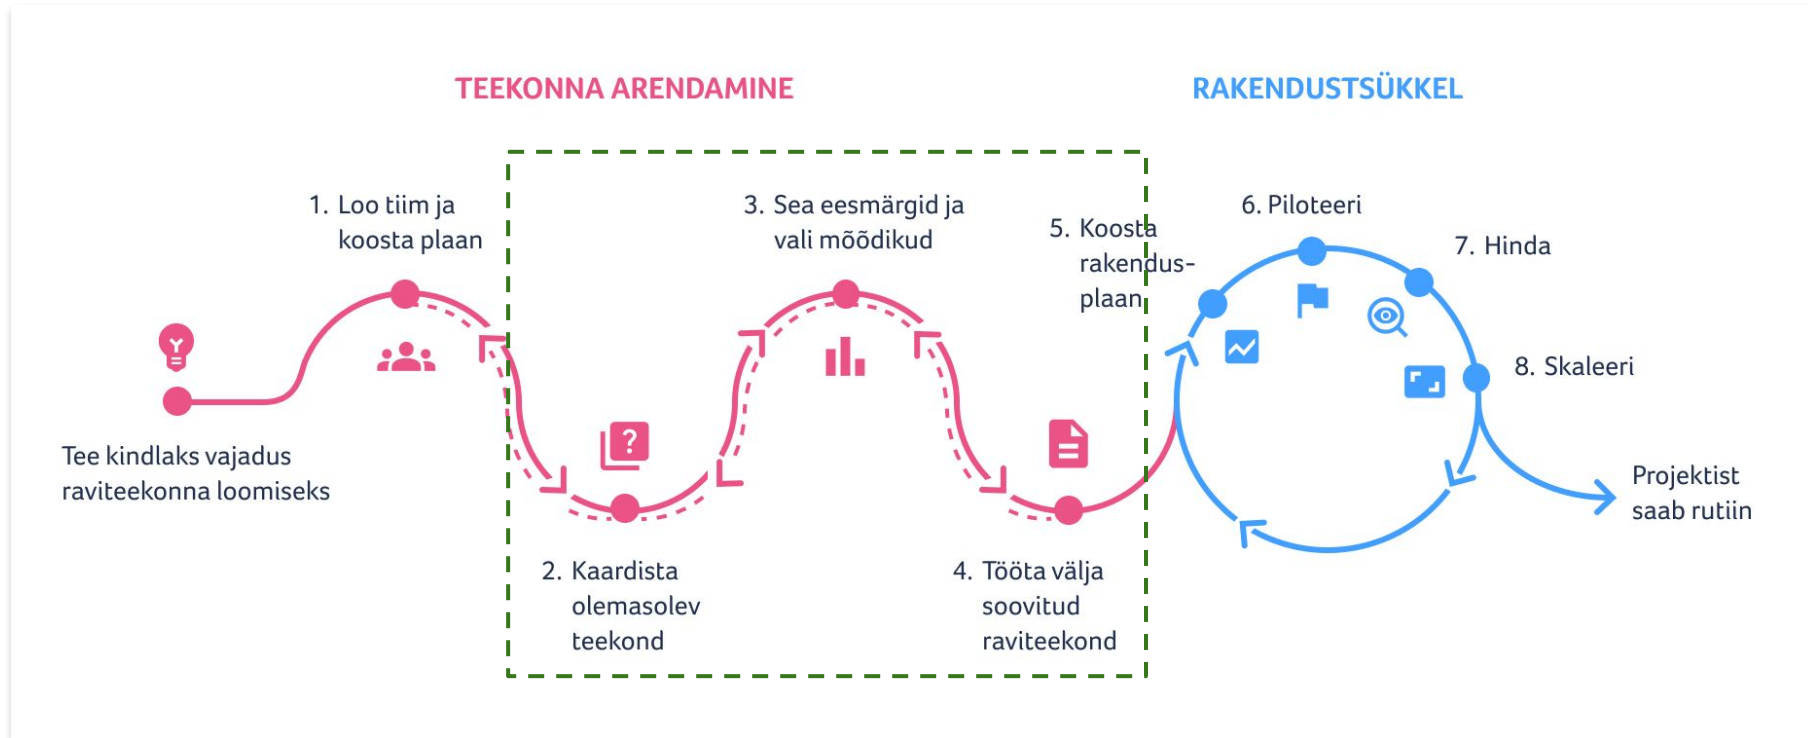 TEEKONNA ARENDAMINE
RAKENDUSTSÜKKEL
1. Loo tiim ja
koosta plaan
3. Sea eesmärgid ja
vali mõõdikud
5. Koosta
rakendus-
plaan
6. Piloteeri
7. Hinda
8. Skaleeri
Tee kindlaks vajadus
raviteekonna loomiseks
?
2. Kaardista
olemasolev
teekond
4. Tööta välja
soovitud
raviteekond
Projektist
saab rutiin